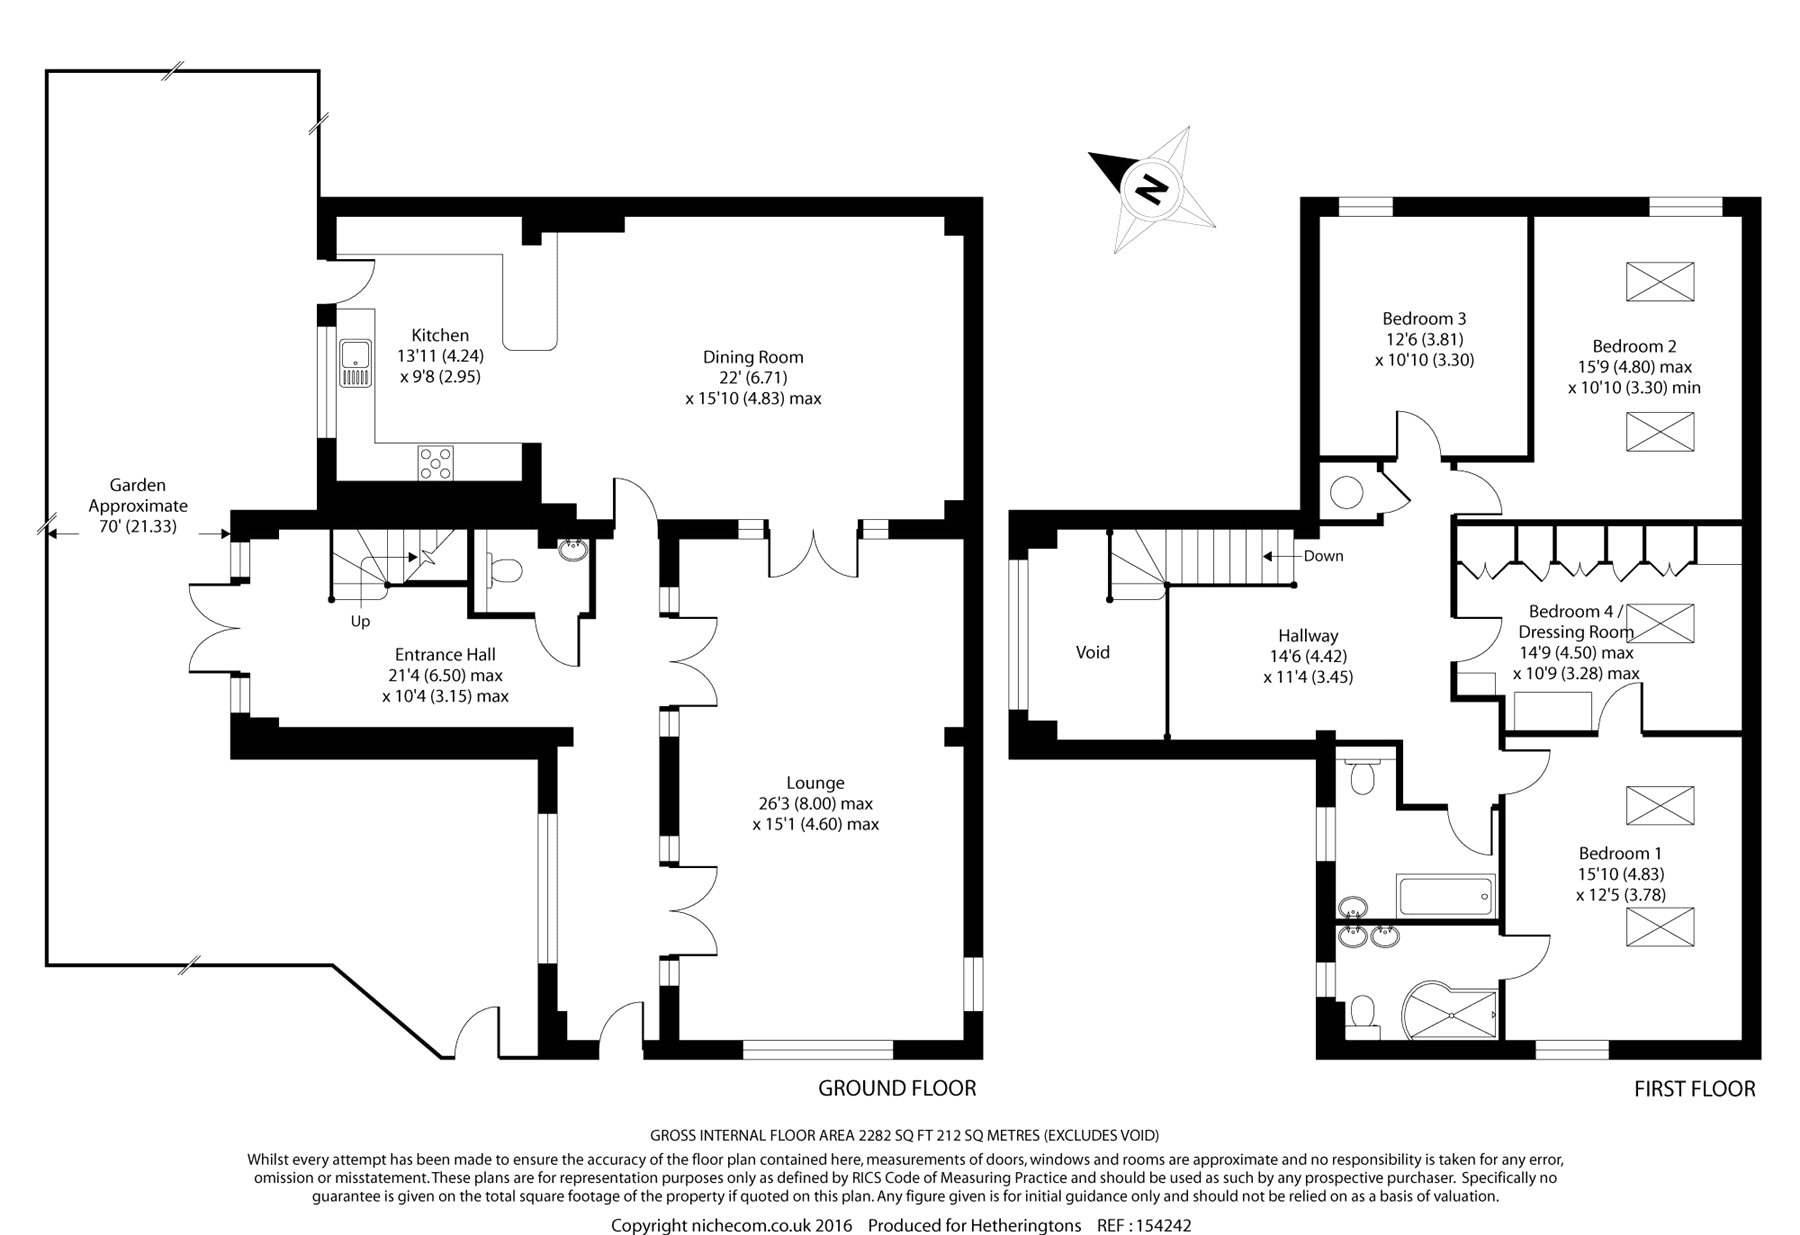 N
Kitchen
13'11 (4.24)
x 9'8 (2.95)
Dining Room
22' (6.71)
x 15'10 (4.83) max
Garden
Approximate
70' (21.33)
Up
Entrance Hall
21'4 (6.50) max
x 10'4 (3.15) max
Lounge
26'3 (8.00) max
x 15'1 (4.60) max
GROUND FLOOR
Bedroom 3
12'6 (3.81)
x 10'10 (3.30)
Bedroom 2
15'9 (4.80) max
x 10'10 (3.30) min
Down
Void
Hallway
14'6 (4.42)
x 11'4 (3.45)
Bedroom 4 /
Dressing Room
14'9 (4.50) max
x 10'9 (3.28) max
Bedroom 1
15'10 (4.83)
x 12'5 (3.78)
FIRST FLOOR
GROSS INTERNAL FLOOR AREA 2282 SQ FT 212 SQ METRES (EXCLUDES VOID)
Whilst every attempt has been made to ensure the accuracy of the floor plan contained here, measurements of doors, windows and rooms are approximate and no responsibility is taken for any error,
omission or misstatement. These plans are for representation purposes only as defined by RICS Code of Measuring Practice and should be used as such by any prospective purchaser. Specifically no
guarantee is given on the total square footage of the property if quoted on this plan. Any figure given is for initial guidance only and should not be relied on as a basis of valuation.
Copyright nichecom.co.uk 2016 Produced for Hetheringtons REF : 154242